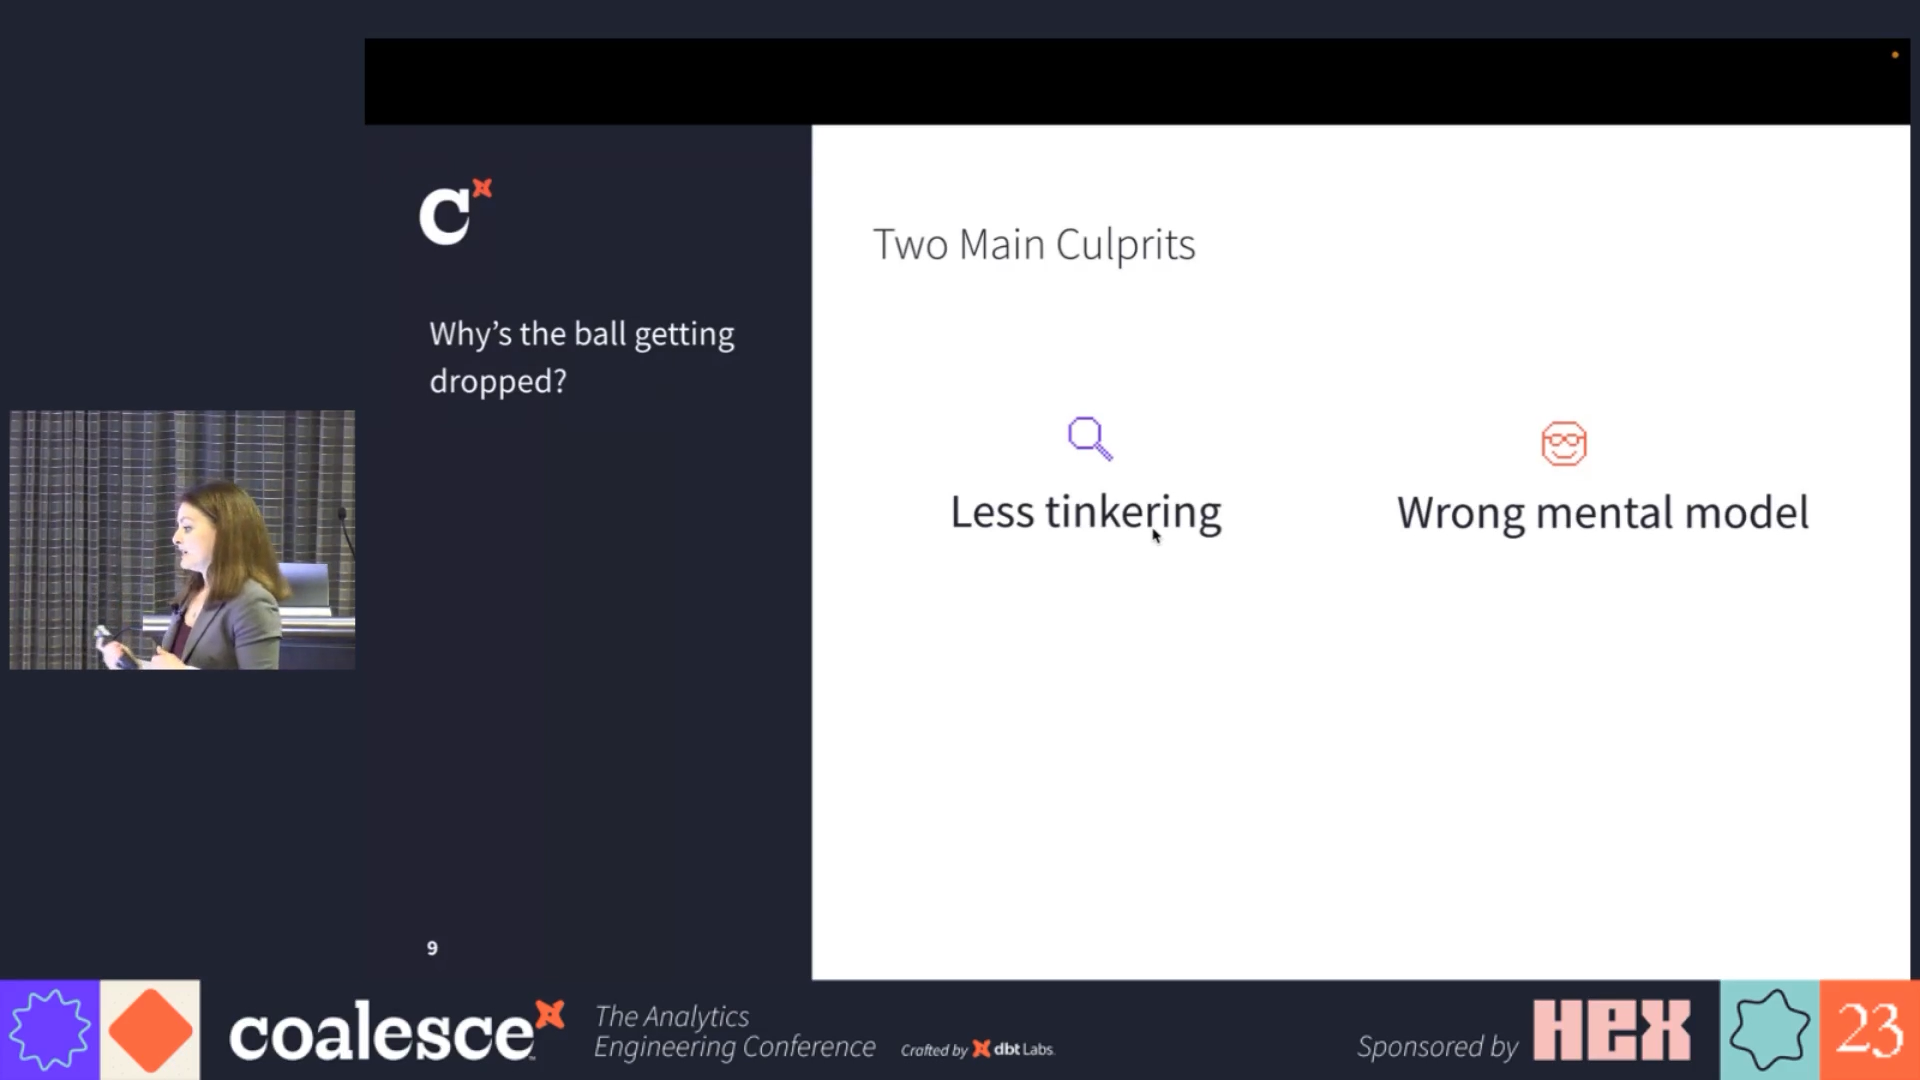 C
Why's the ball getting
dropped?
9
Two Main Culprits
Less tinkering
Wrong mental model
coalesce™
The Analytics
Engineering Conference
Crafted by dbt Labs
Sponsored by HEX
23